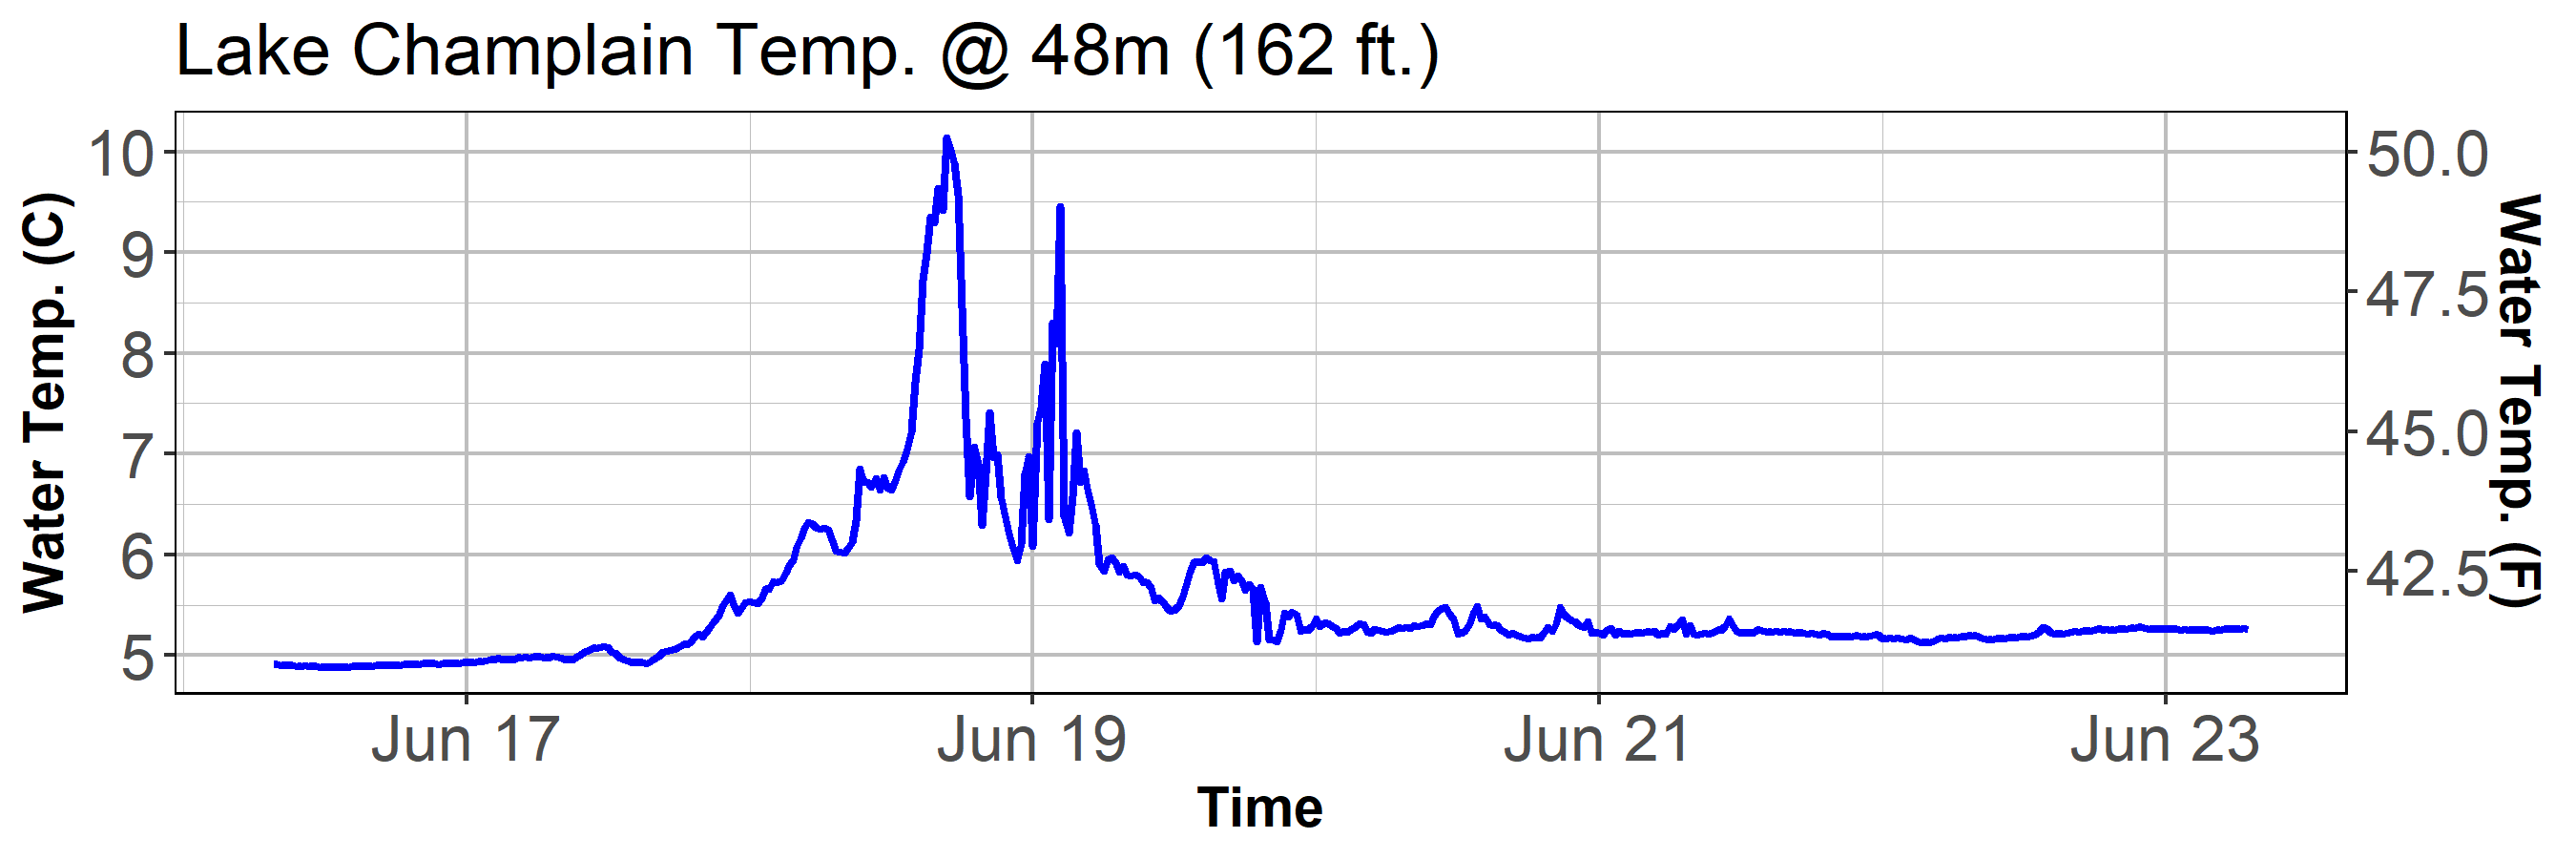 Lake Champlain Temp. @ 48m (162 ft.)
Water Temp. (C)
10
9
8
7
6
5
50.0
47.5
45.0
42.5
Water Temp. (F)
Jun 17
Jun 19
Jun 21
Jun 23
Time